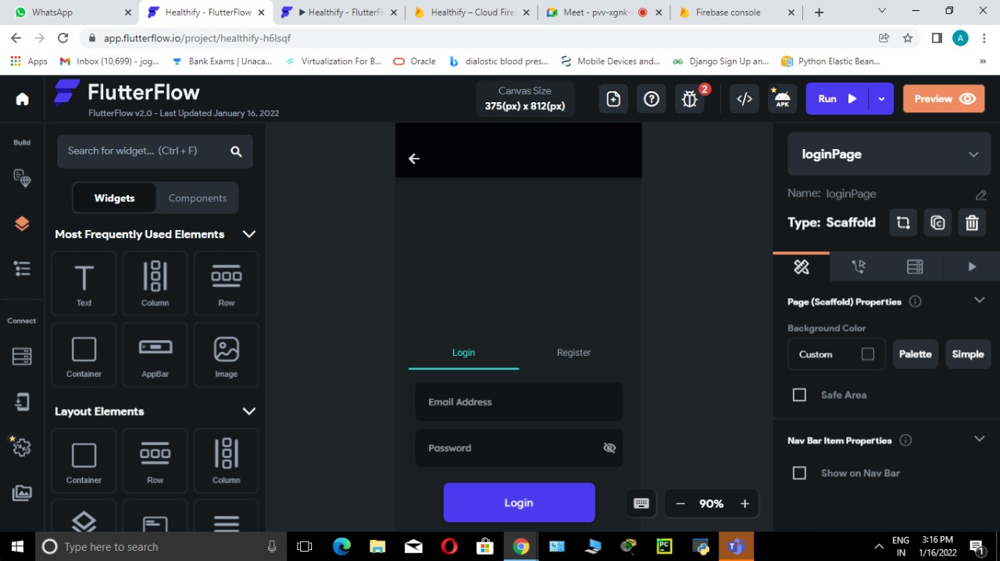 WhatsApp
Healthify - FlutterFlow
Healthify - FlutterF
Healthify – Cloud Fires
Meet - pvv-xgnk-
Firebase console
app.flutterflow.io/project/healthify-h6lsqf
A
Apps
Inbox (10,699) - jog...
Bank Exams | Unaca...
Virtualization For B...
Oracle
dialostic blood pres...
Mobile Devices and...
Django Sign Up an...
Python Elastic Bean...
»
FlutterFlow
FlutterFlow v2.0 - Last Updated January 16, 2022
Canvas Size
375(px) x 812(px)
2
APK
Run
Preview
Build
Connect
Search for widget... (Ctrl + F)
Widgets
Components
Most Frequently Used Elements
Text
Column
Row
Container
AppBar
Image
Layout Elements
Container
Row
Column
Login
Register
Email Address
Password
Login
90%
loginPage
Name: loginPage
Type: Scaffold
Page (Scaffold) Properties
Background Color
Custom
Palette
Simple
Safe Area
Nav Bar Item Properties
Show on Nav Bar
Type here to search
PC
ENG
IN
3:16 PM
1/16/2022
1